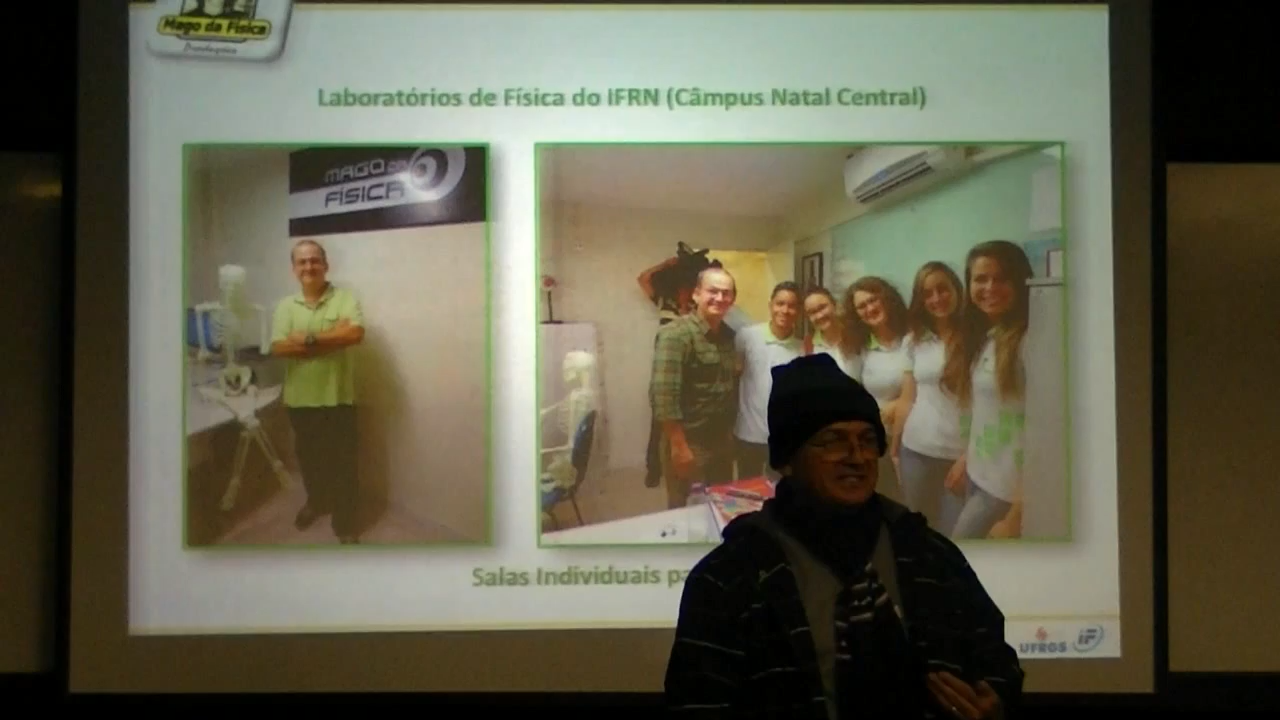 Mago da Física
Laboratórios de Física do IFRN (Câmpus Natal Central)
MAGO DA
FÍSICA
Salas Individuais pa
UFRGS
IF